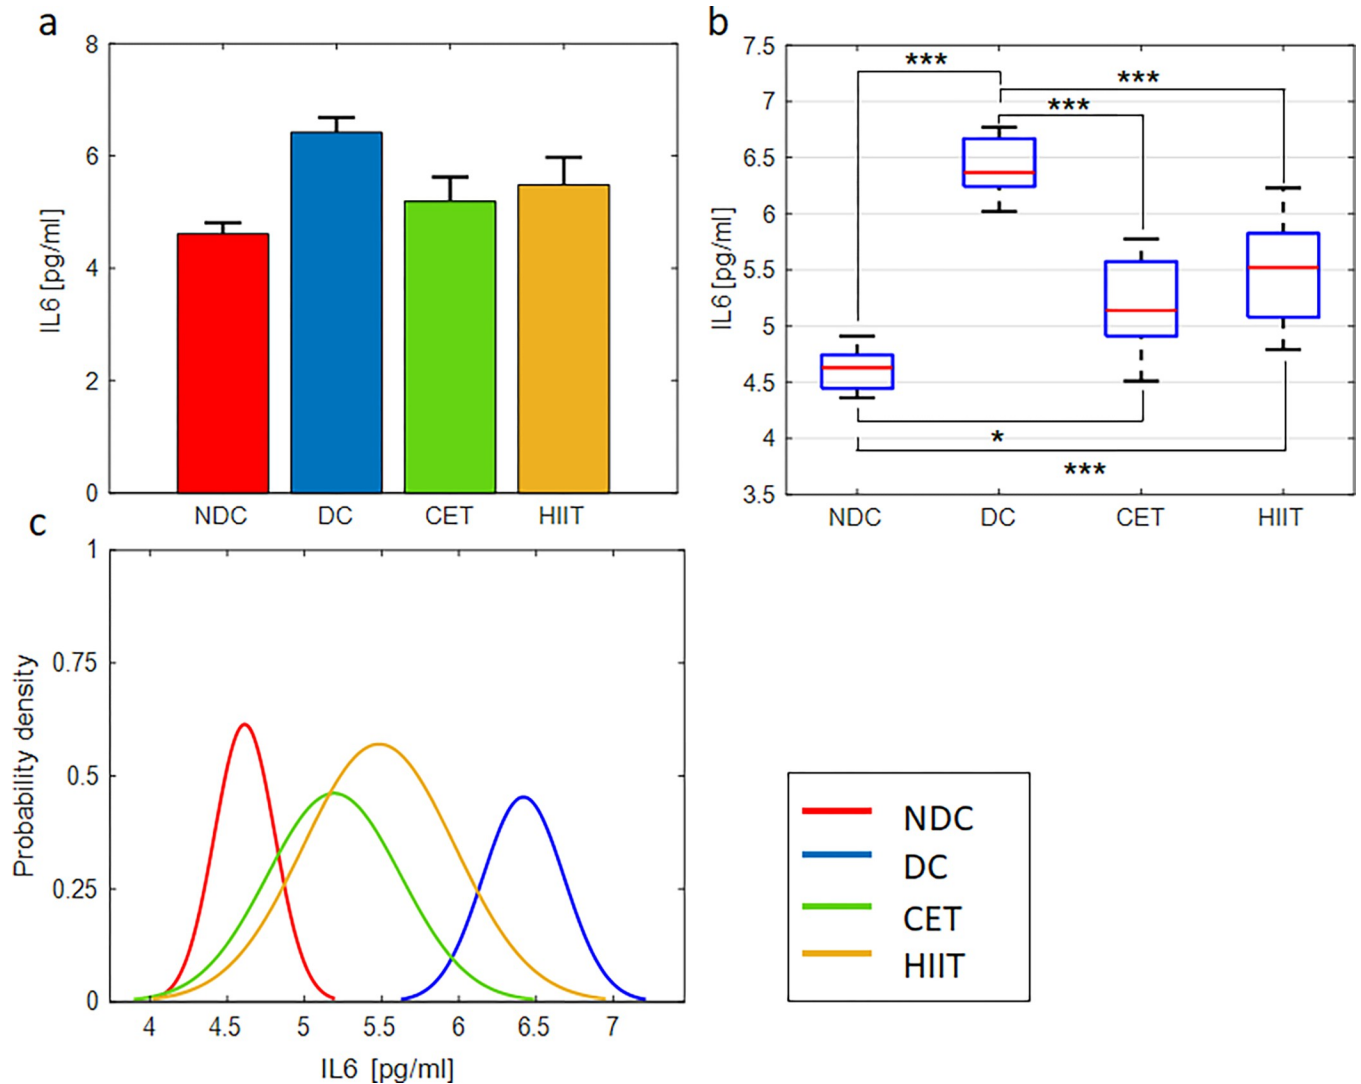 a
8
6
4
2
0
IL6 [pg/ml]
NDC DC CET HIIT
b
7.5
7
6.5
6
5.5
5
4.5
4
3.5
IL6 [pg/ml]
***
***
***
*
***
NDC DC CET HIIT
c
1
0.75
0.5
0.25
0
Probability density
4 4.5 5 5.5 6 6.5 7
IL6 [pg/ml]
NDC
DC
CET
HIIT